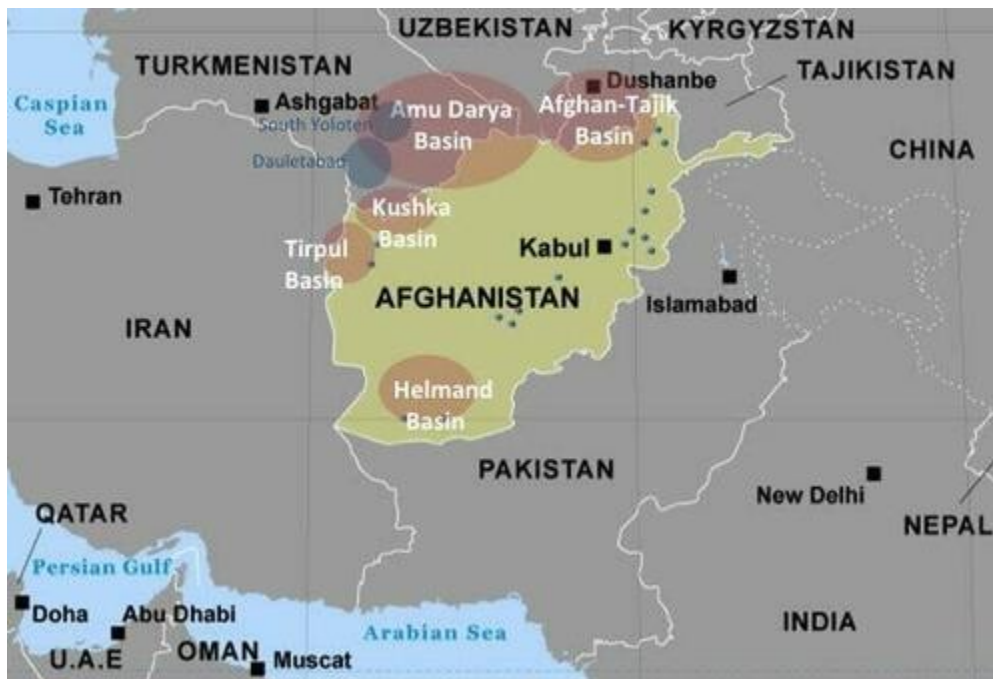 UZBEKISTAN
KYRGYZSTAN
TURKMENISTAN
TAJIKISTAN
Dushanbe
Caspian
Sea
Ashgabat
South Yoloten
Amu Darya
Basin
Afghan-Tajik
Basin
Dauletabad
CHINA
Tehran
Kushka
Basin
Tirpul
Basin
Kabul
AFGHANISTAN
Islamabad
IRAN
Helmand
Basin
PAKISTAN
New Delhi
QATAR
NEPAL
Persian Gulf
Doha
Abu Dhabi
U.A.E
OMAN
Muscat
Arabian Sea
INDIA